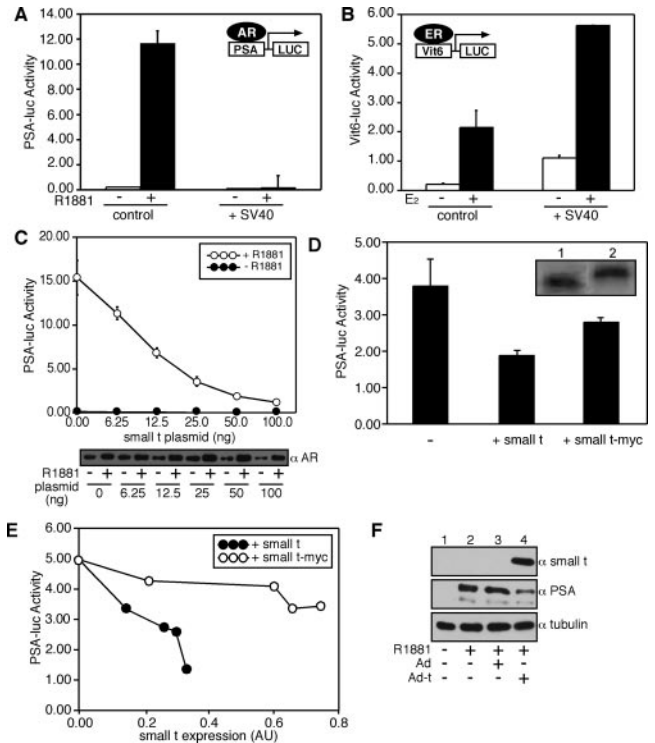 A
PSA-luc Activity
14.00
12.00
10.00
8.00
6.00
4.00
2.00
0.00
AR
PSA LUC
R1881 - + - +
control + SV40
B
Vit6-luc Activity
6.00
5.00
4.00
3.00
2.00
1.00
0.00
ER
Vit6 LUC
E2 - + - +
control + SV40
C
PSA-luc Activity
20.00
15.00
10.00
5.00
0.00
+ R1881
- R1881
0.00 6.25 12.5 25.0 50.0 100.0
small t plasmid (ng)
α AR
R1881 - + - + - + - + - + - +
plasmid (ng) 0 6.25 12.5 25 50 100
D
PSA-luc Activity
5.00
4.00
3.00
2.00
1.00
0.00
1 2
- + small t + small t-myc
E
PSA-luc Activity
6.00
5.00
4.00
3.00
2.00
1.00
0.00
+ small t
+ small t-myc
0.00 0.2 0.4 0.6 0.8
small t expression (AU)
F
1 2 3 4
α small t
α PSA
α tubulin
R1881 - + + +
Ad - - + -
Ad-t - - - +